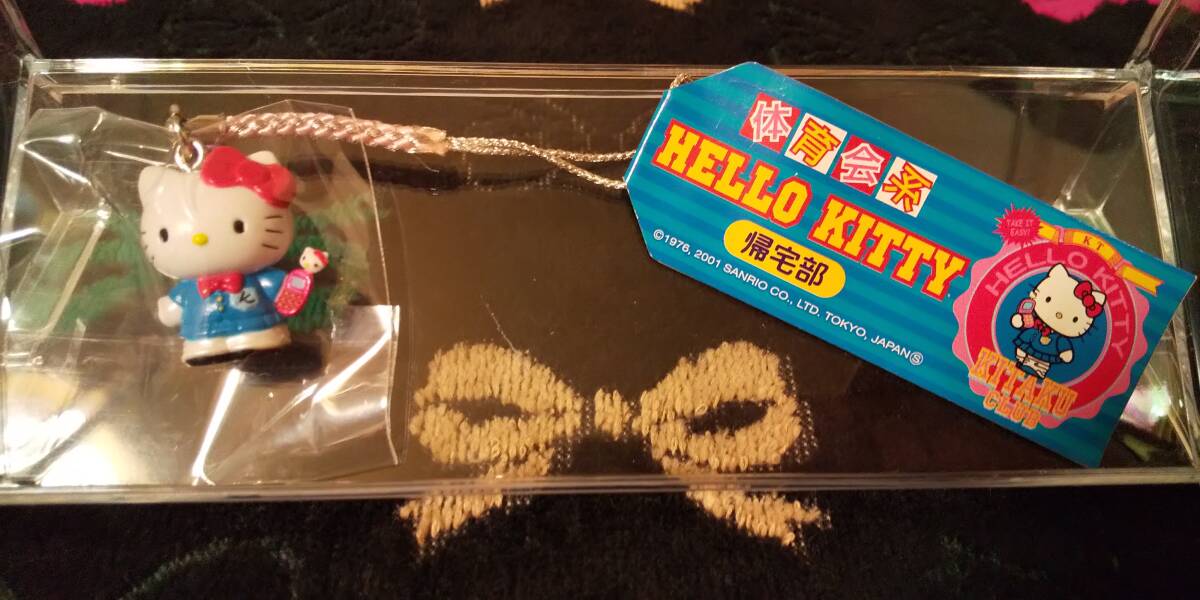 体育会系
HELLO KITTY
帰宅部
©1976, 2001 SANRIO CO., LTD. TOKYO, JAPANⓈ
TAKE IT
EASY!
KT
HELLO KITTY
KITAKU
CLUB
K